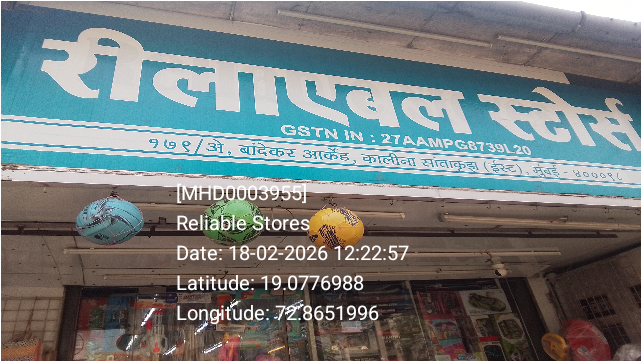 रीलाएबल स्टोर्स
GSTN IN : 27AAMPG8739L20
१७९/अे, बांदेकर आर्केड, कालीना सांताक्रुझ (ईस्ट), मुंबई - ४०००९८
[MHD0003955]
Reliable Stores
Date: 18-02-2026 12:22:57
Latitude: 19.0776988
Longitude: 72.8651996